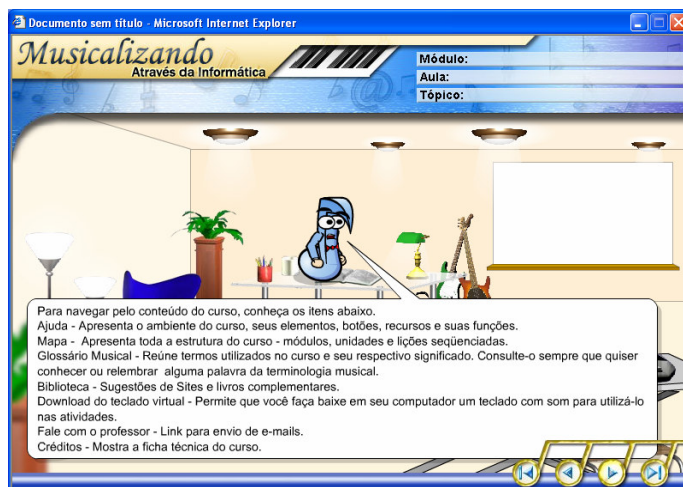 Documento sem título - Microsoft Internet Explorer
Musicalizando
Através da Informática
Módulo:
Aula:
Tópico:
Para navegar pelo conteúdo do curso, conheça os itens abaixo.
Ajuda - Apresenta o ambiente do curso, seus elementos, botões, recursos e suas funções.
Mapa - Apresenta toda a estrutura do curso - módulos, unidades e lições seqüenciadas.
Glossário Musical - Reúne termos utilizados no curso e seu respectivo significado. Consulte-o sempre que quiser
conhecer ou relembrar alguma palavra da terminologia musical.
Biblioteca - Sugestões de Sites e livros complementares.
Download do teclado virtual - Permite que você faça baixe em seu computador um teclado com som para utilizá-lo
nas atividades.
Fale com o professor - Link para envio de e-mails.
Créditos - Mostra a ficha técnica do curso.